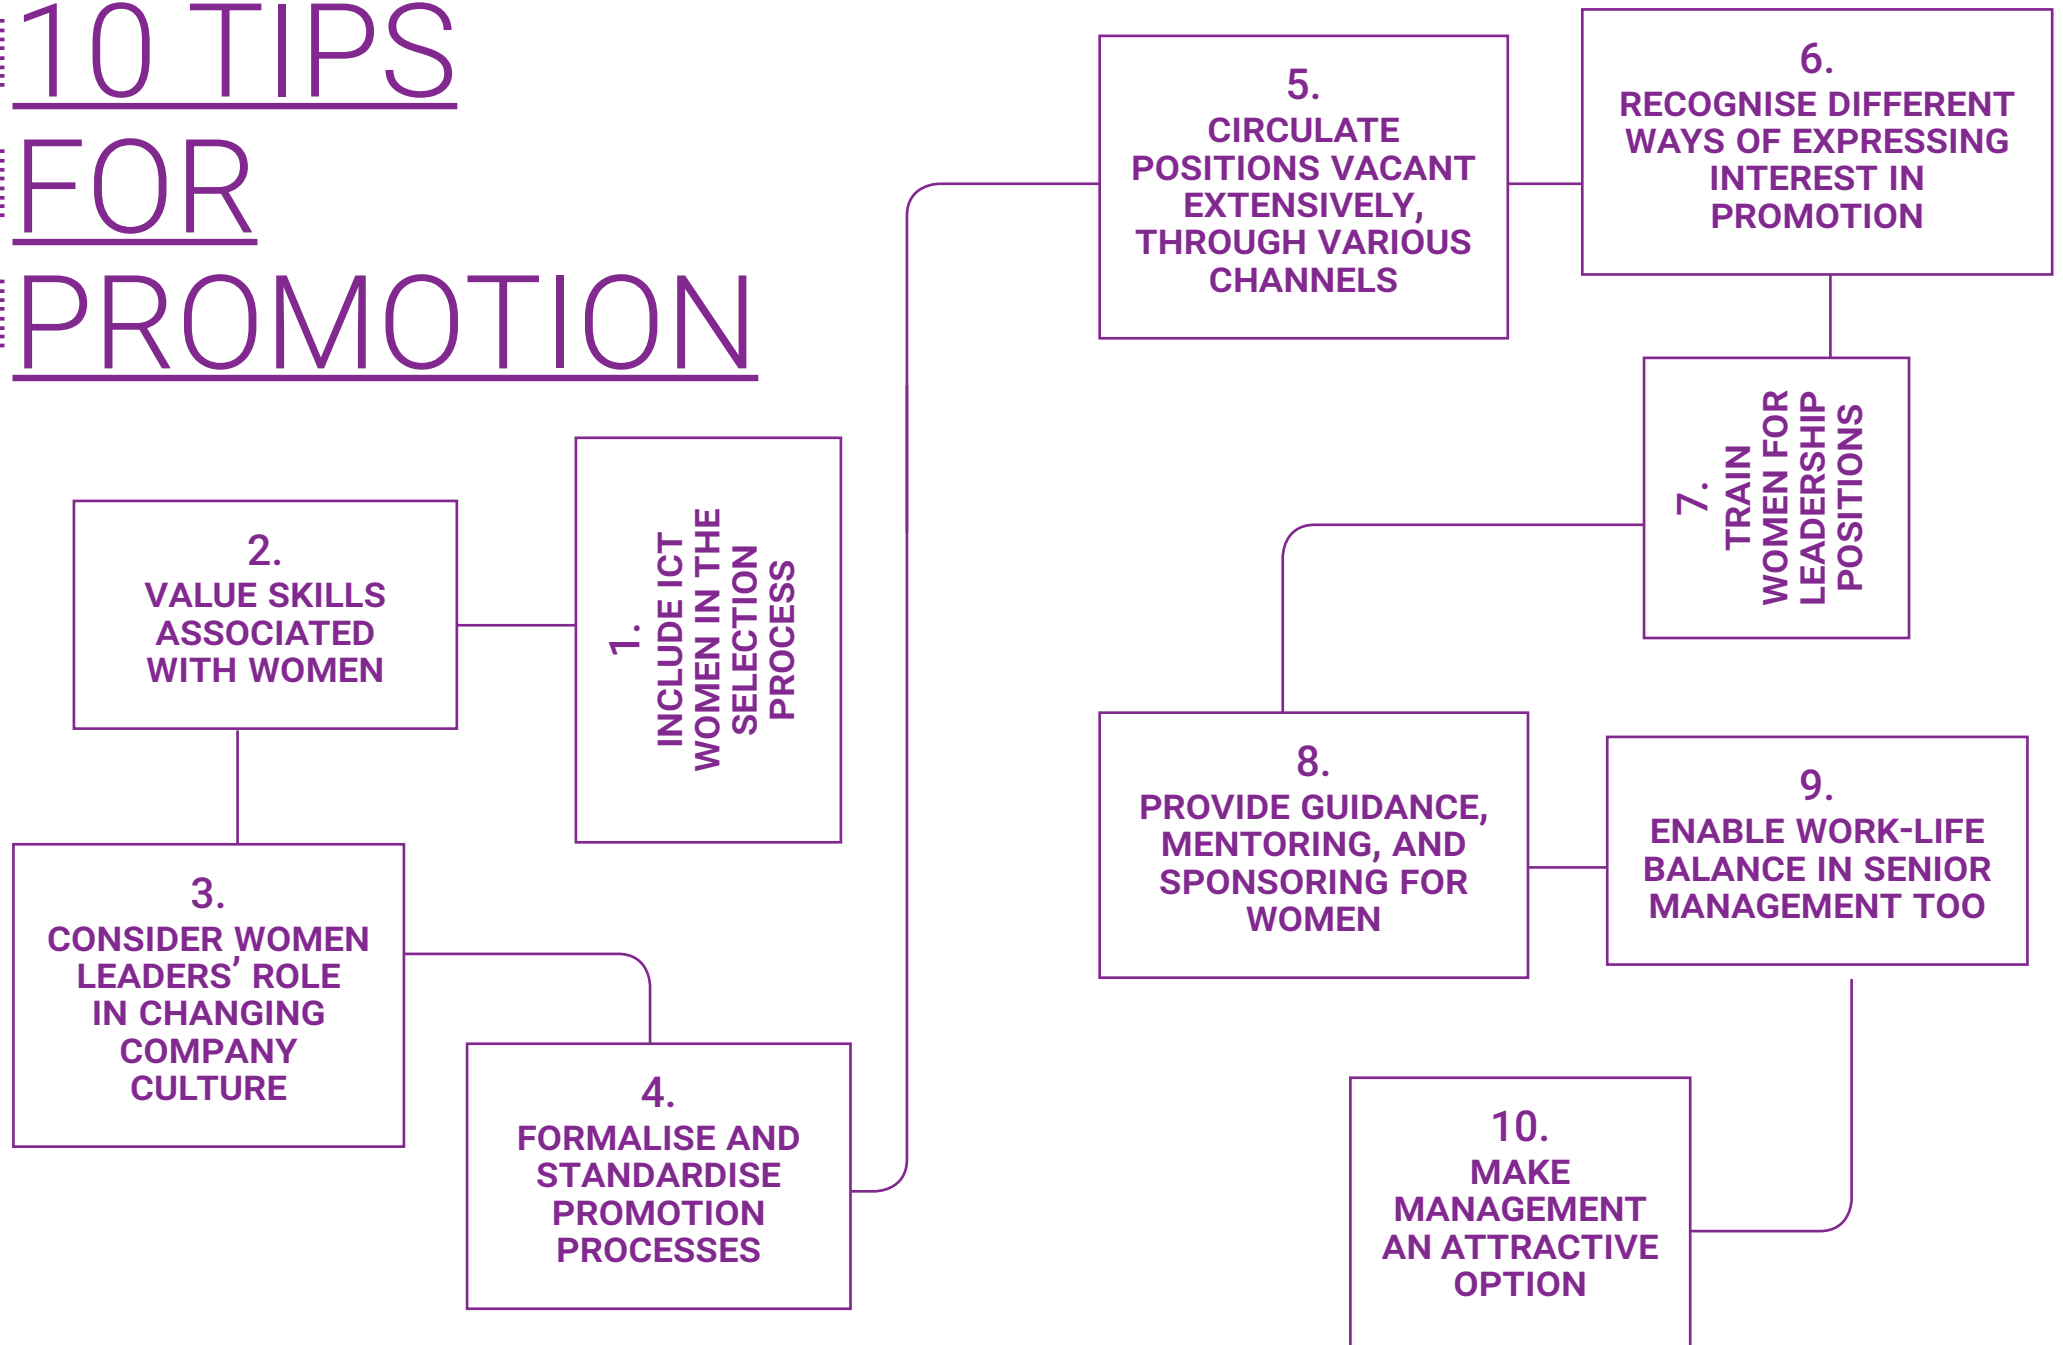 10 TIPS
FOR
PROMOTION
1.
INCLUDE ICT
WOMEN IN THE
SELECTION
PROCESS
2.
VALUE SKILLS
ASSOCIATED
WITH WOMEN
3.
CONSIDER WOMEN
LEADERS’ ROLE
IN CHANGING
COMPANY
CULTURE
4.
FORMALISE AND
STANDARDISE
PROMOTION
PROCESSES
5.
CIRCULATE
POSITIONS VACANT
EXTENSIVELY,
THROUGH VARIOUS
CHANNELS
6.
RECOGNISE DIFFERENT
WAYS OF EXPRESSING
INTEREST IN
PROMOTION
7.
TRAIN
WOMEN FOR
LEADERSHIP
POSITIONS
8.
PROVIDE GUIDANCE,
MENTORING, AND
SPONSORING FOR
WOMEN
9.
ENABLE WORK-LIFE
BALANCE IN SENIOR
MANAGEMENT TOO
10.
MAKE
MANAGEMENT
AN ATTRACTIVE
OPTION